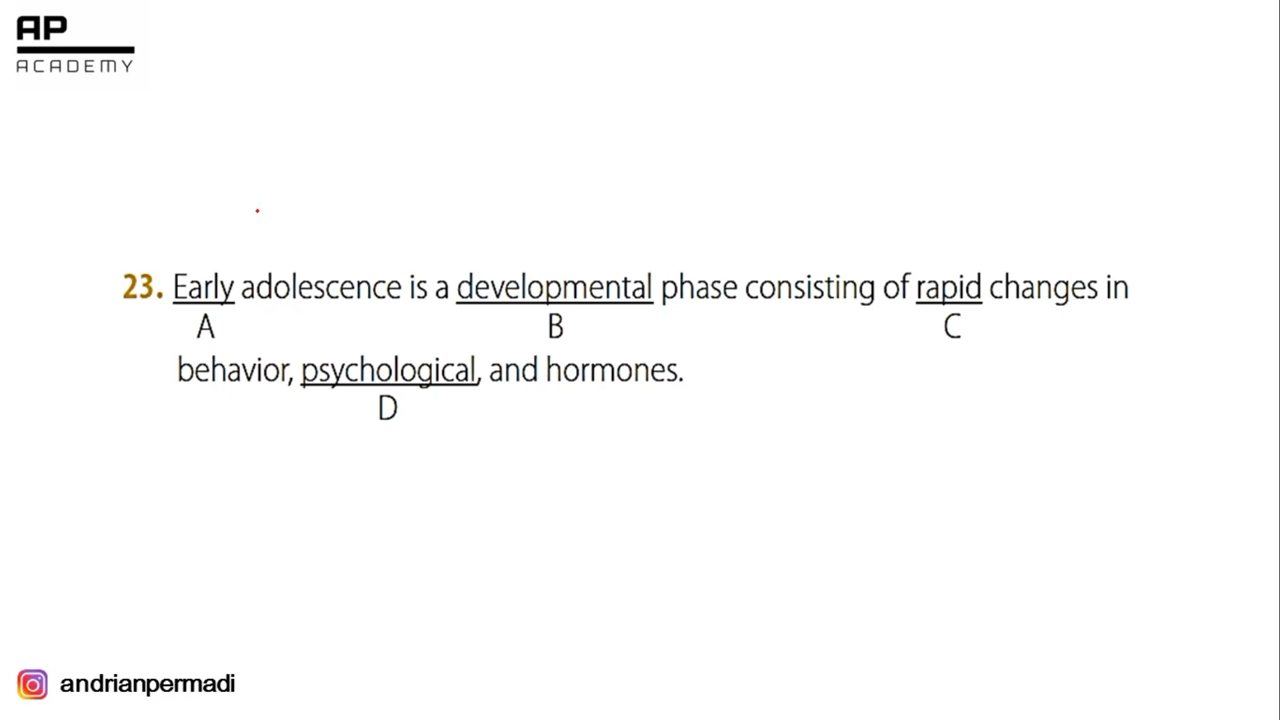 AP
ACADEMY
23. Early adolescence is a developmental phase consisting of rapid changes in
A B C
behavior, psychological, and hormones.
D
andrianpermadi